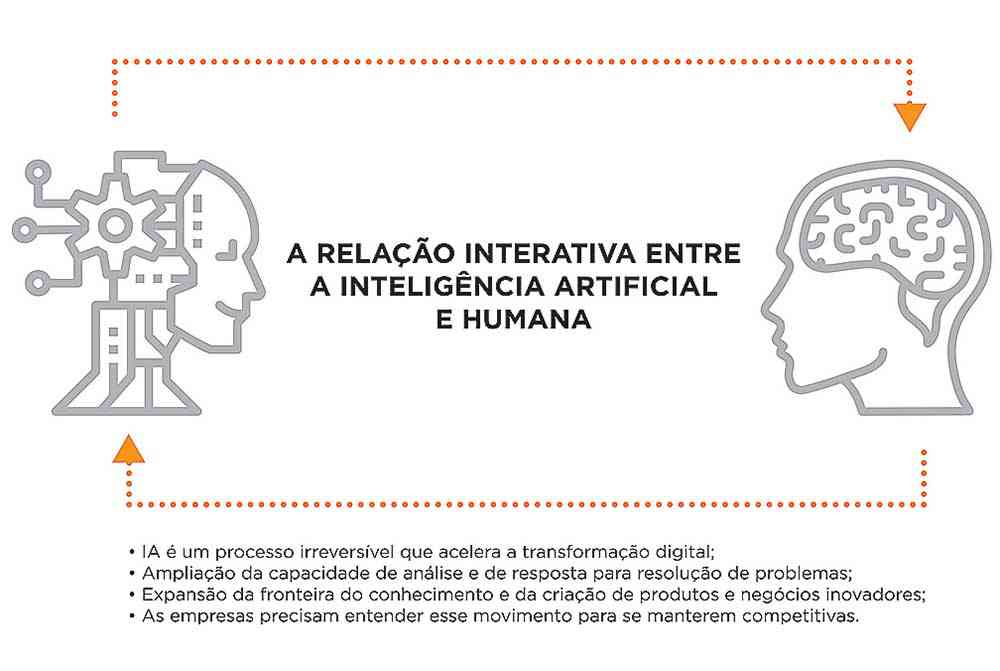 A RELAÇÃO INTERATIVA ENTRE
A INTELIGÊNCIA ARTIFICIAL
E HUMANA
• IA é um processo irreversível que acelera a transformação digital;
• Ampliação da capacidade de análise e de resposta para resolução de problemas;
• Expansão da fronteira do conhecimento e da criação de produtos e negócios inovadores;
• As empresas precisam entender esse movimento para se manterem competitivas.